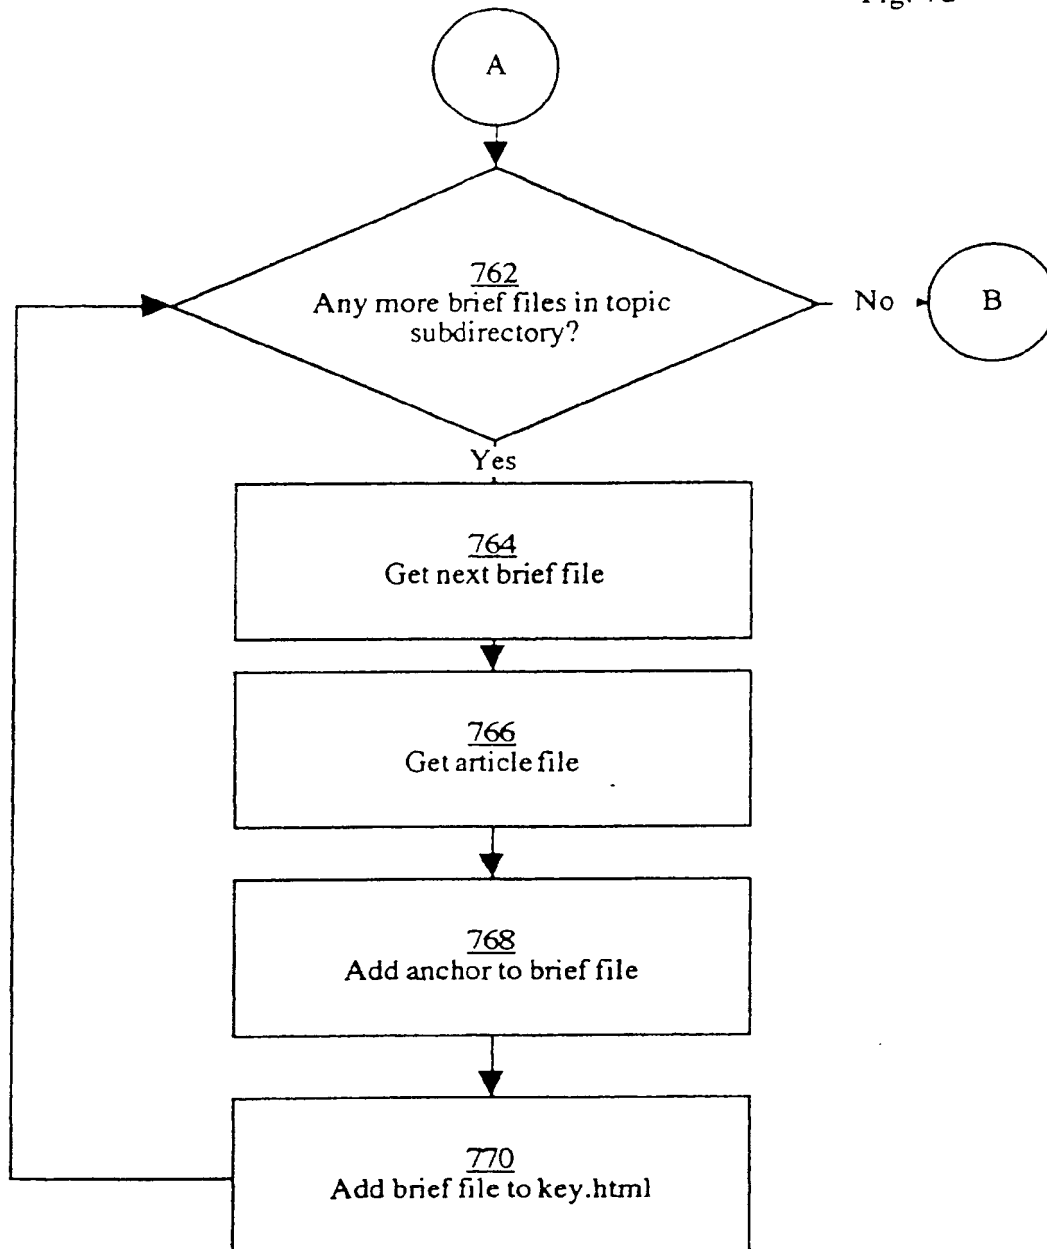 A
762
Any more brief files in topic
subdirectory?
No
B
Yes
764
Get next brief file
766
Get article file
768
Add anchor to brief file
770
Add brief file to key.html